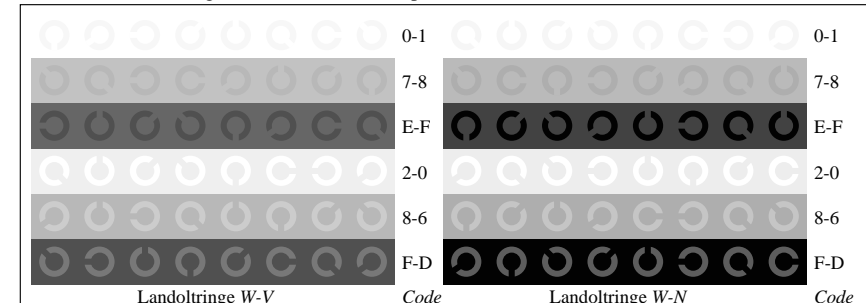 0-1 0-1
7-8 7-8
E-F E-F
2-0 2-0
8-6 8-6
F-D F-D
Landoltringe W-V Code Landoltringe W-N Code